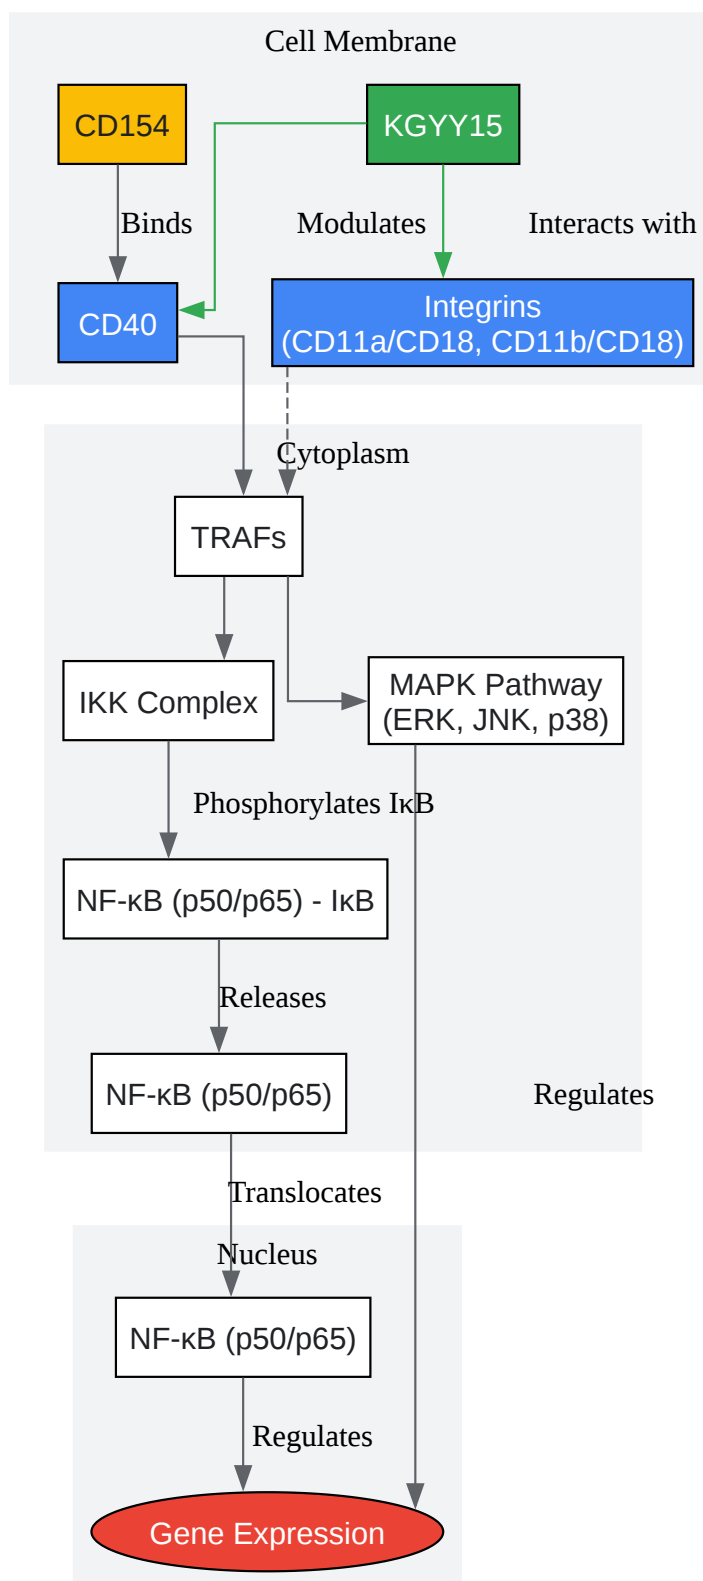 Cell Membrane
CD154
KGYY15
Binds
Modulates
Interacts with
CD40
Integrins
(CD11a/CD18, CD11b/CD18)
Cytoplasm
TRAFs
IKK Complex
MAPK Pathway
(ERK, JNK, p38)
Phosphorylates IκB
NF-κB (p50/p65) - IκB
Releases
NF-κB (p50/p65)
Regulates
Translocates
Nucleus
NF-κB (p50/p65)
Regulates
Gene Expression